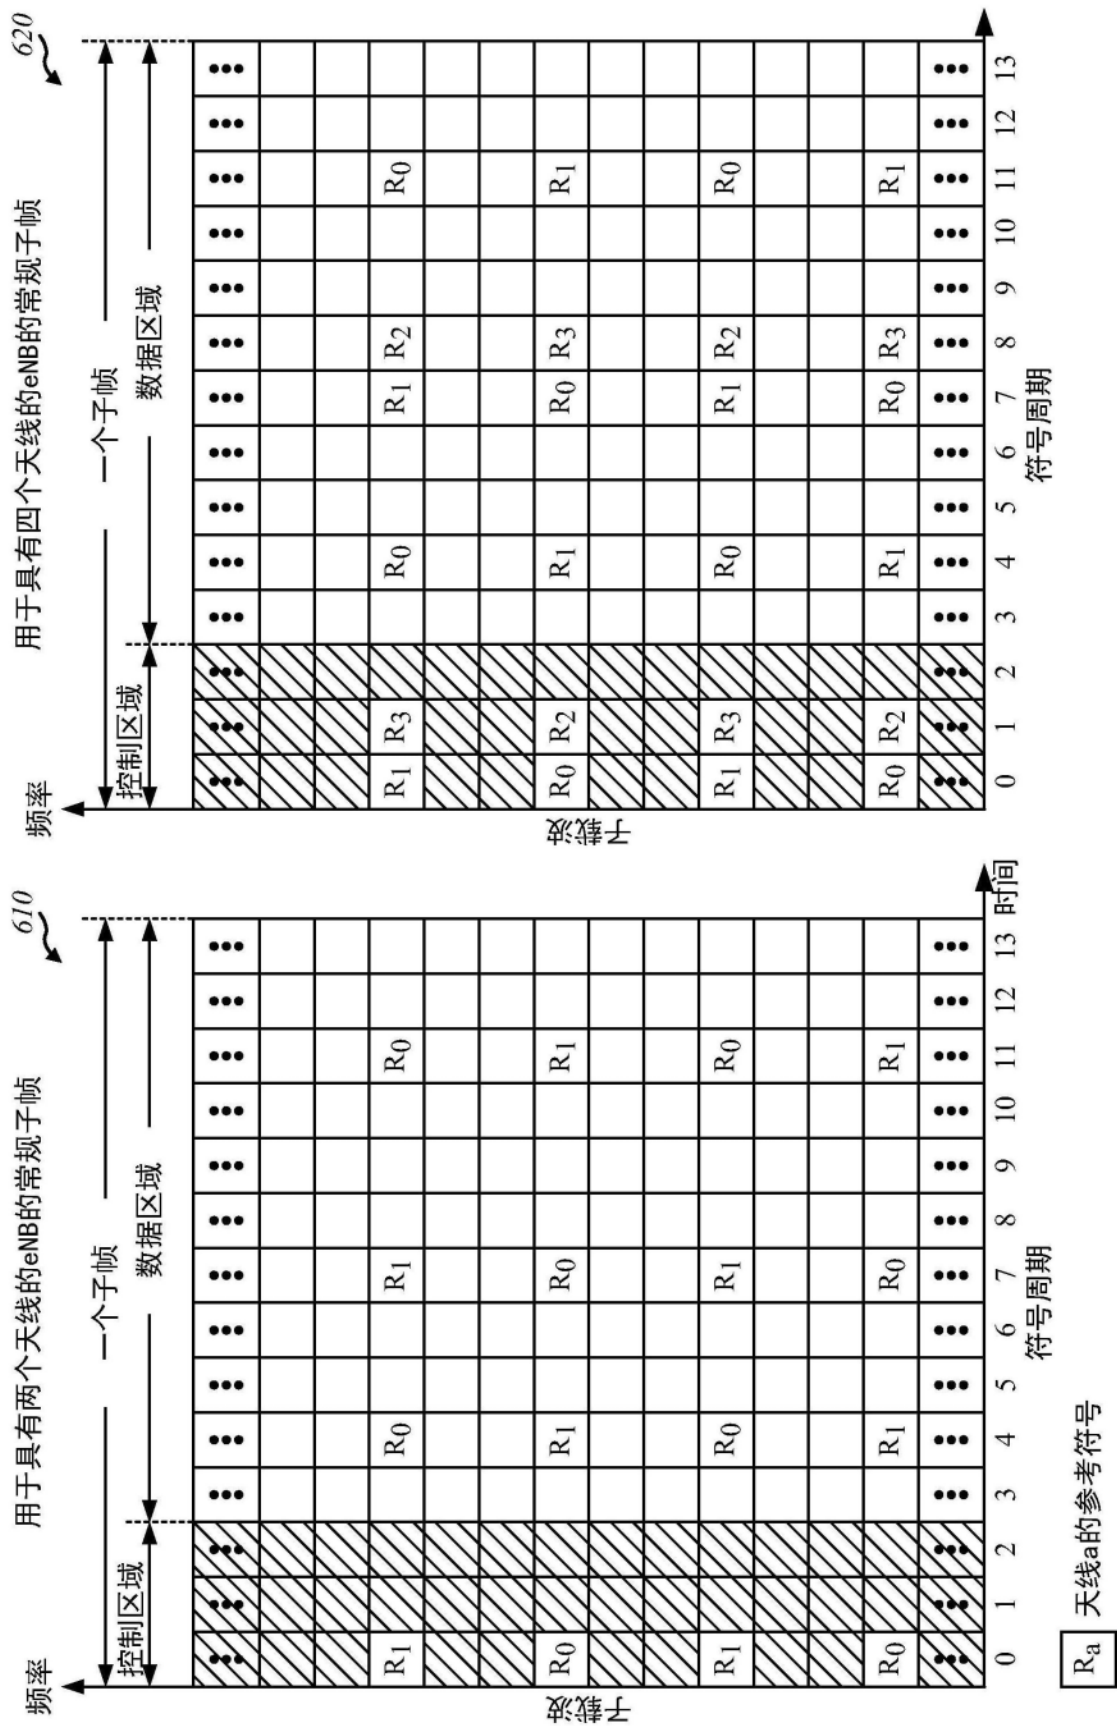 用于具有两个天线的eNB的常规子帧
610
频率
一个子帧
控制区域
数据区域
子载波
R1 R0 R1 R0
R0 R1 R0 R1
R1 R0 R1 R0
R0 R1 R0 R1
时间
0 1 2 3 4 5 6 7 8 9 10 11 12 13
符号周期
用于具有四个天线的eNB的常规子帧
620
频率
一个子帧
控制区域
数据区域
子载波
R1 R3 R0 R1 R2 R0
R0 R2 R1 R0 R3 R1
R1 R3 R0 R1 R2 R0
R0 R2 R1 R0 R3 R1
0 1 2 3 4 5 6 7 8 9 10 11 12 13
符号周期
Ra 天线a的参考符号